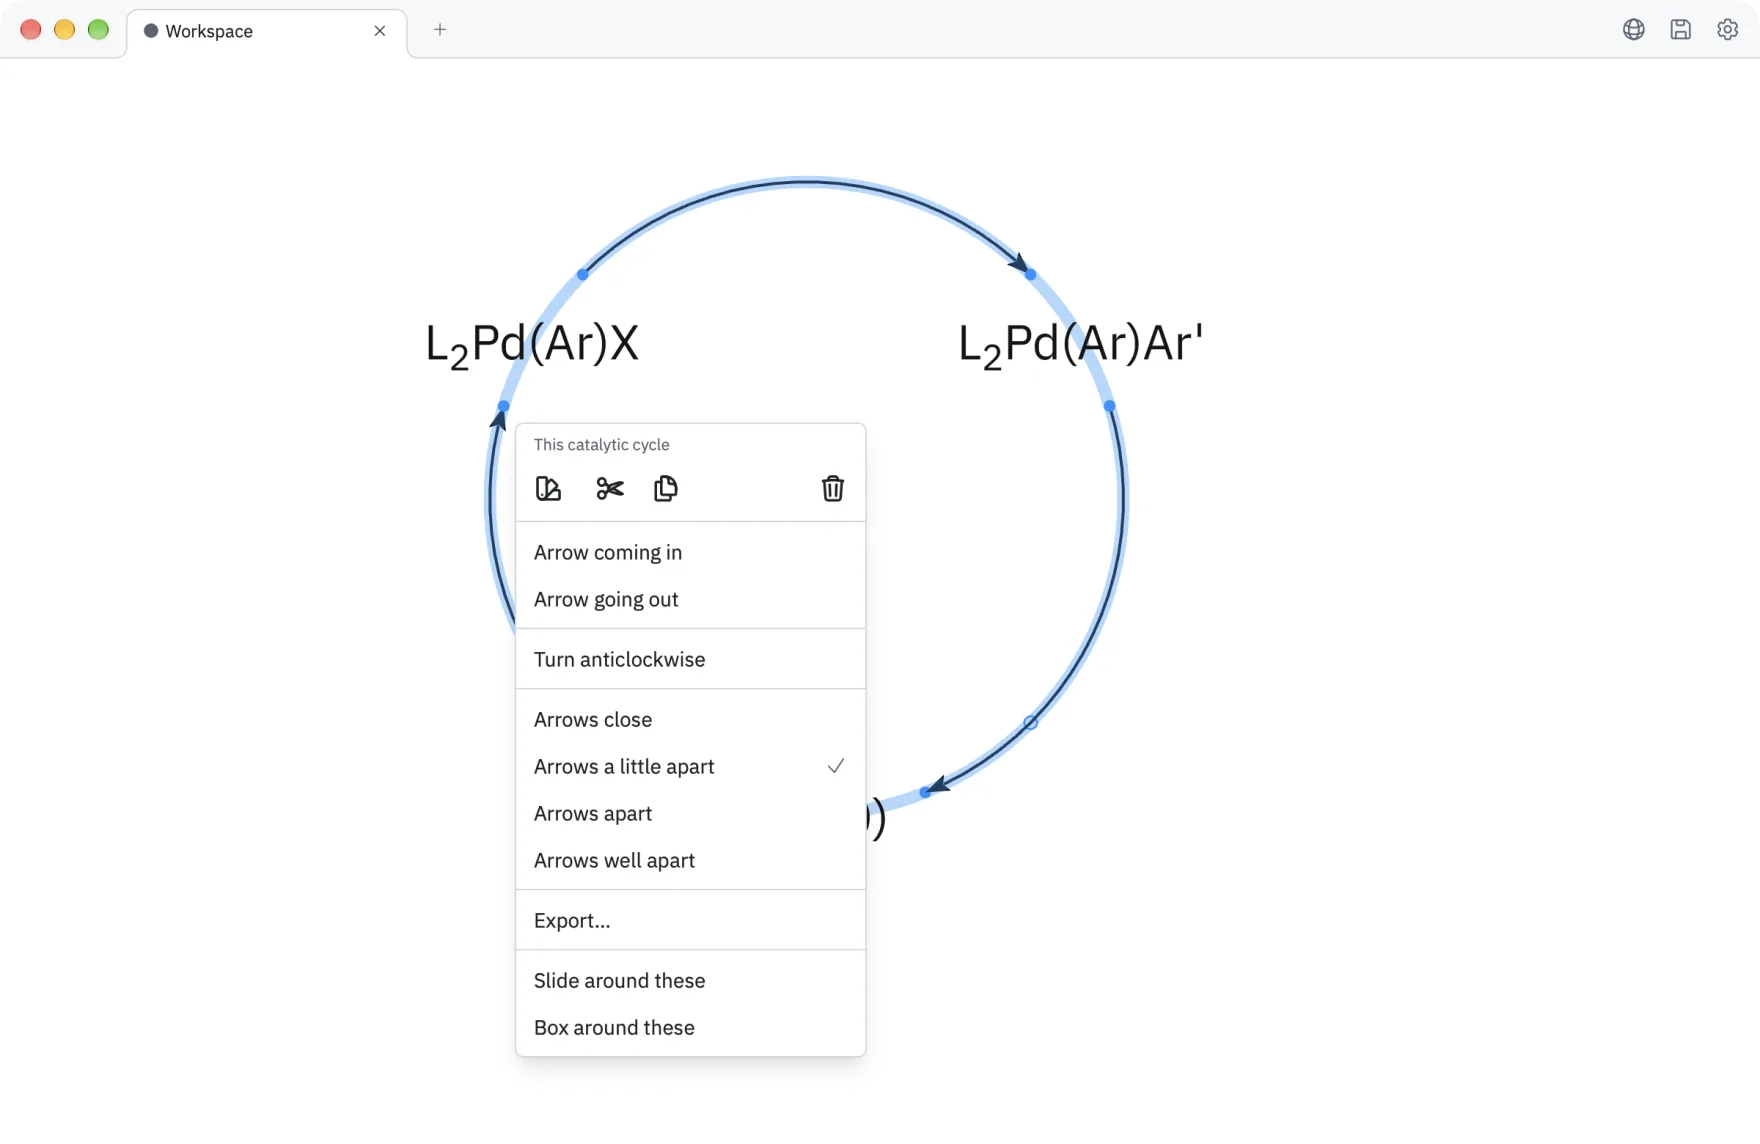 Workspace
L₂Pd(Ar)X
L₂Pd(Ar)Ar'
This catalytic cycle
Arrow coming in
Arrow going out
Turn anticlockwise
Arrows close
Arrows a little apart
Arrows apart
))
Arrows well apart
Export...
Slide around these
Box around these